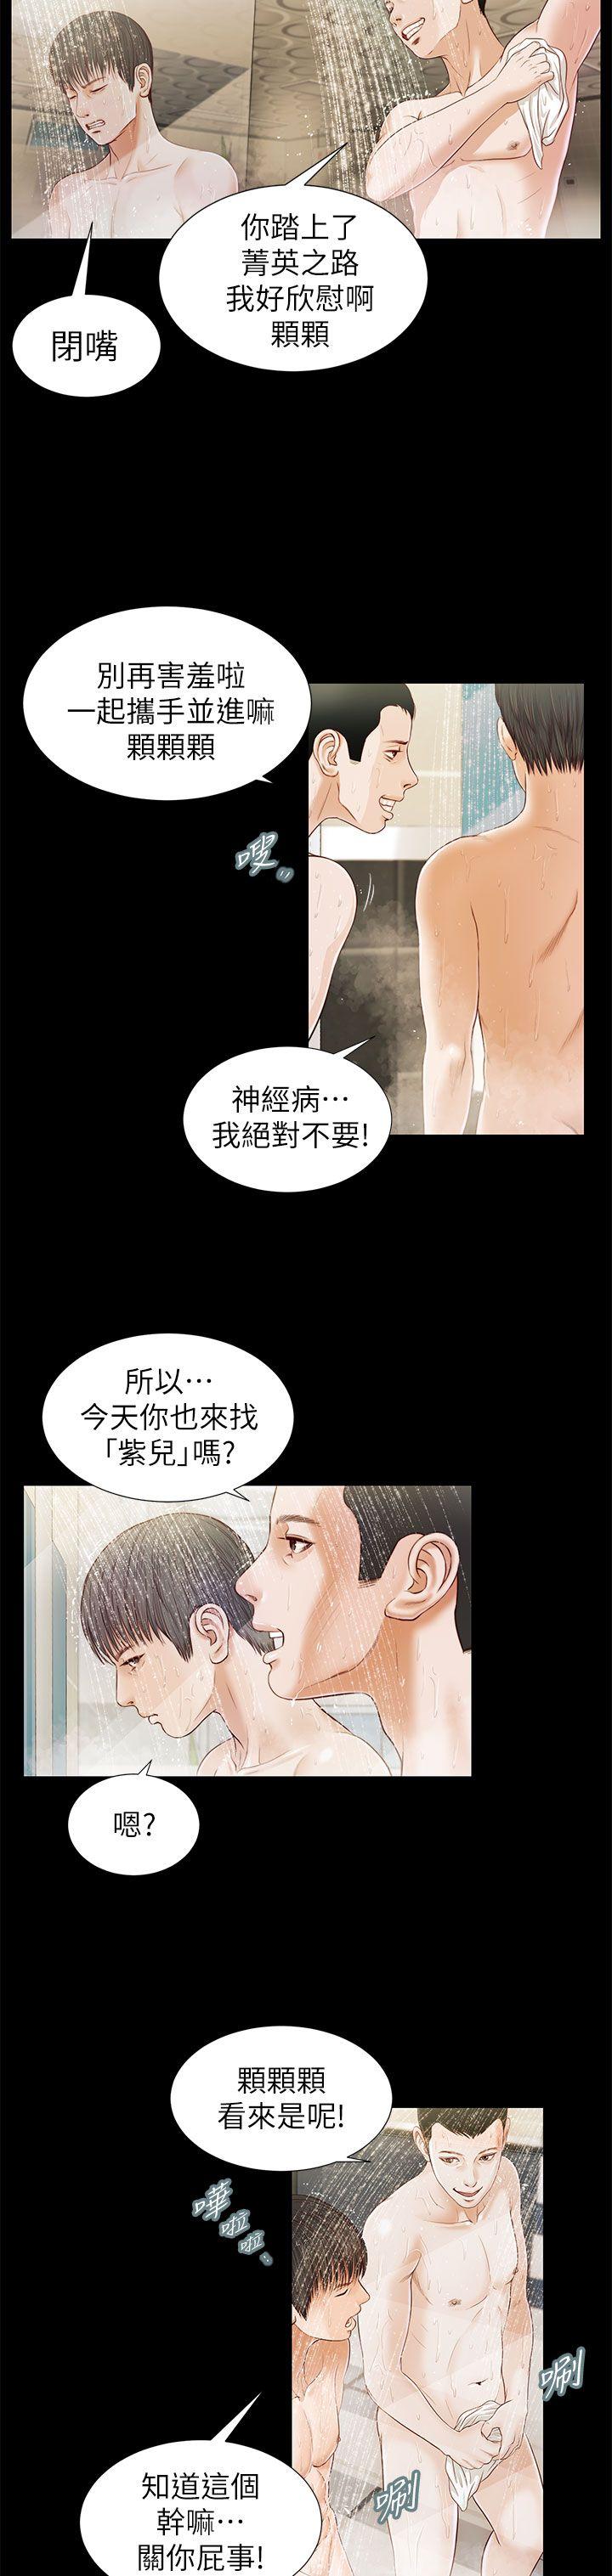 你踏上了
菁英之路
我好欣慰啊
顆顆
閉嘴
別再害羞啦
一起攜手並進嘛
顆顆顆
嗖
神經病…
我絕對不要!
所以…
今天你也來找
「紫兒」嗎?
嗯?
顆顆顆
看來是呢!
嘩啦啦
唰
唰
知道這個
幹嘛…
關你屁事!